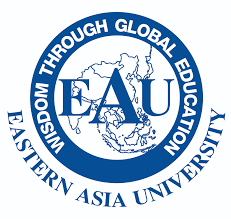 WISDOM THROUGH GLOBAL EDUCATION
EAU
EASTERN ASIA UNIVERSITY